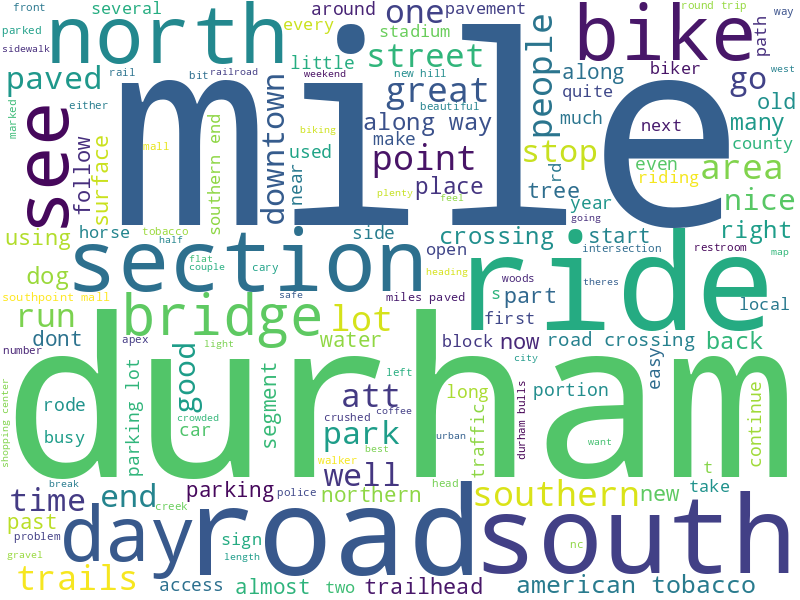 front
several
around
one
pavement
round trip
way
parked
north
every
stadium
path
bike
sidewalk
mile
street
people
rail
bit
railroad
little
weekend
new hill
along
biker
west
paved
great
beautiful
quite
go
see
either
downtown
along way
much
old
marked
used
make
next
many
follow
surface
southern end
biking
point
stop
even
county
mall
near
place
rd
riding
area
plenty
feel
tree
year
nice
horse
tobacco
side
going
right
using
half
crossing
start
intersection
restroom
section
open
ride
map
dog
flat
couple
cary
heading
woods
theres
southpoint mall
safe
miles paved
s
part
local
run
bridge
lot
first
number
apex
water
dont
light
block
now
road crossing
back
durham
good
left
city
easy
shopping center
parking lot
segment
att
long
portion
rode
crowded
crushed
coffee
traffic
durham bulls
continue
busy
car
park
urban
want
best
walker
well
head
t
break
parking
police
northern
southern
new
take
time
end
creek
past
day
road
south
problem
sign
nc
gravel
length
trails
access
almost
two
trailhead
american tobacco